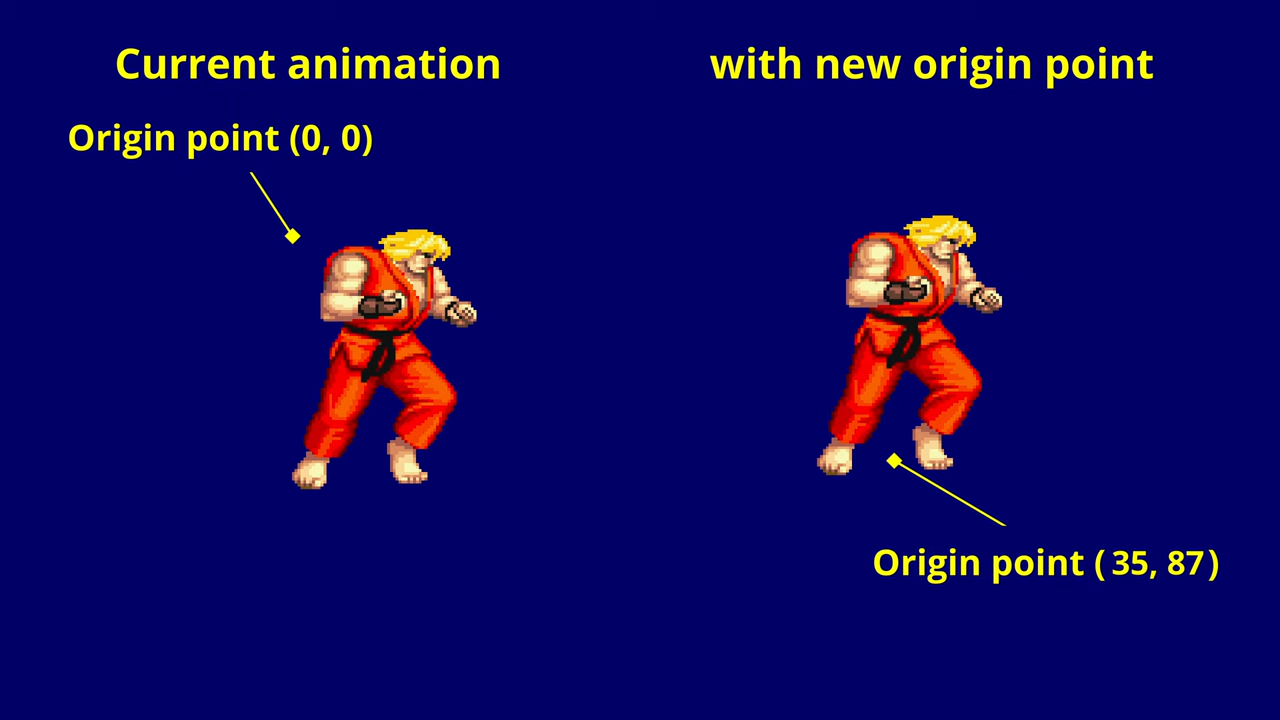 Current animation
with new origin point
Origin point (0, 0)
Origin point ( 35, 87 )